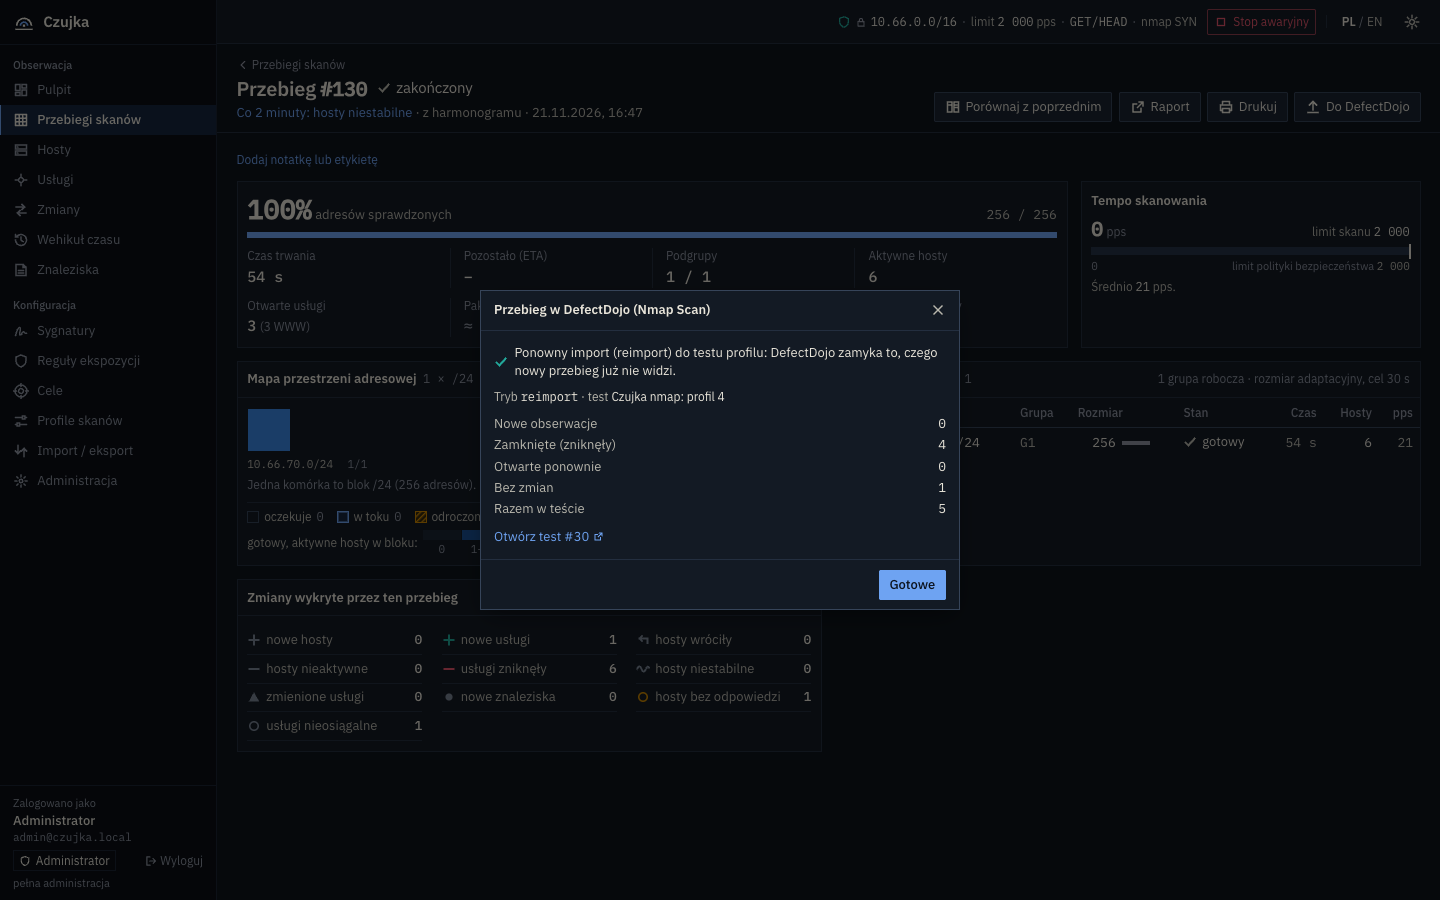 Czujka
10.66.0.0/16 · limit 2 000 pps · GET/HEAD · nmap SYN
Stop awaryjny
PL / EN
Obserwacja
Pulpit
Przebiegi skanów
Hosty
Usługi
Zmiany
Wehikuł czasu
Znaleziska
Konfiguracja
Sygnatury
Reguły ekspozycji
Cele
Profile skanów
Import / eksport
Administracja
Zalogowano jako
Administrator
admin@czujka.local
Administrator
Wyloguj
pełna administracja
Przebiegi skanów
Przebieg #130 zakończony
Co 2 minuty: hosty niestabilne · z harmonogramu · 21.11.2026, 16:47
Porównaj z poprzednim
Raport
Drukuj
Do DefectDojo
Dodaj notatkę lub etykietę
100% adresów sprawdzonych
256 / 256
Czas trwania
54 s
Pozostało (ETA)
–
Podgrupy
1 / 1
Aktywne hosty
6
Otwarte usługi
3 (3 WWW)
≈
Tempo skanowania
0 pps
limit skanu 2 000
0
limit polityki bezpieczeństwa 2 000
Średnio 21 pps.
Przebieg w DefectDojo (Nmap Scan)
Ponowny import (reimport) do testu profilu: DefectDojo zamyka to, czego
nowy przebieg już nie widzi.
Tryb reimport · test Czujka nmap: profil 4
Nowe obserwacje 0
Zamknięte (zniknęły) 4
Otwarte ponownie 0
Bez zmian 1
Razem w teście 5
Otwórz test #30
Gotowe
Mapa przestrzeni adresowej 1 × /24
10.66.70.0/24 1/1
Jedna komórka to blok /24 (256 adresów).
oczekuje 0 w toku 0
gotowy, aktywne hosty w bloku:
0
1
1 grupa robocza · rozmiar adaptacyjny, cel 30 s
Grupa Rozmiar Stan Czas Hosty pps
/24 G1 256 gotowy 54 s 6 21
Zmiany wykryte przez ten przebieg
nowe hosty 0
nowe usługi 1
hosty wróciły 0
hosty nieaktywne 0
usługi zniknęły 6
hosty niestabilne 0
zmienione usługi 0
nowe znaleziska 0
hosty bez odpowiedzi 1
usługi nieosiągalne 1